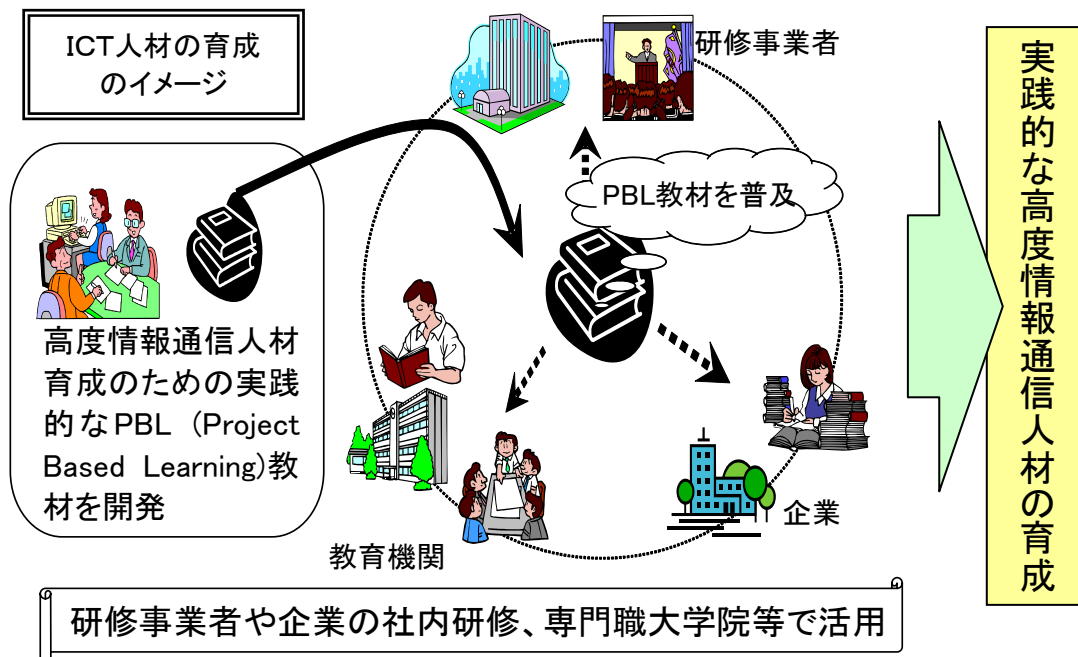 ICT人材の育成
のイメージ
研修事業者
PBL教材を普及
高度情報通信人材
育成のための実践
的なPBL (Project
Based Learning)教
材を開発
企業
教育機関
研修事業者や企業の社内研修、専門職大学院等で活用
実践的な高度情報通信人材の育成